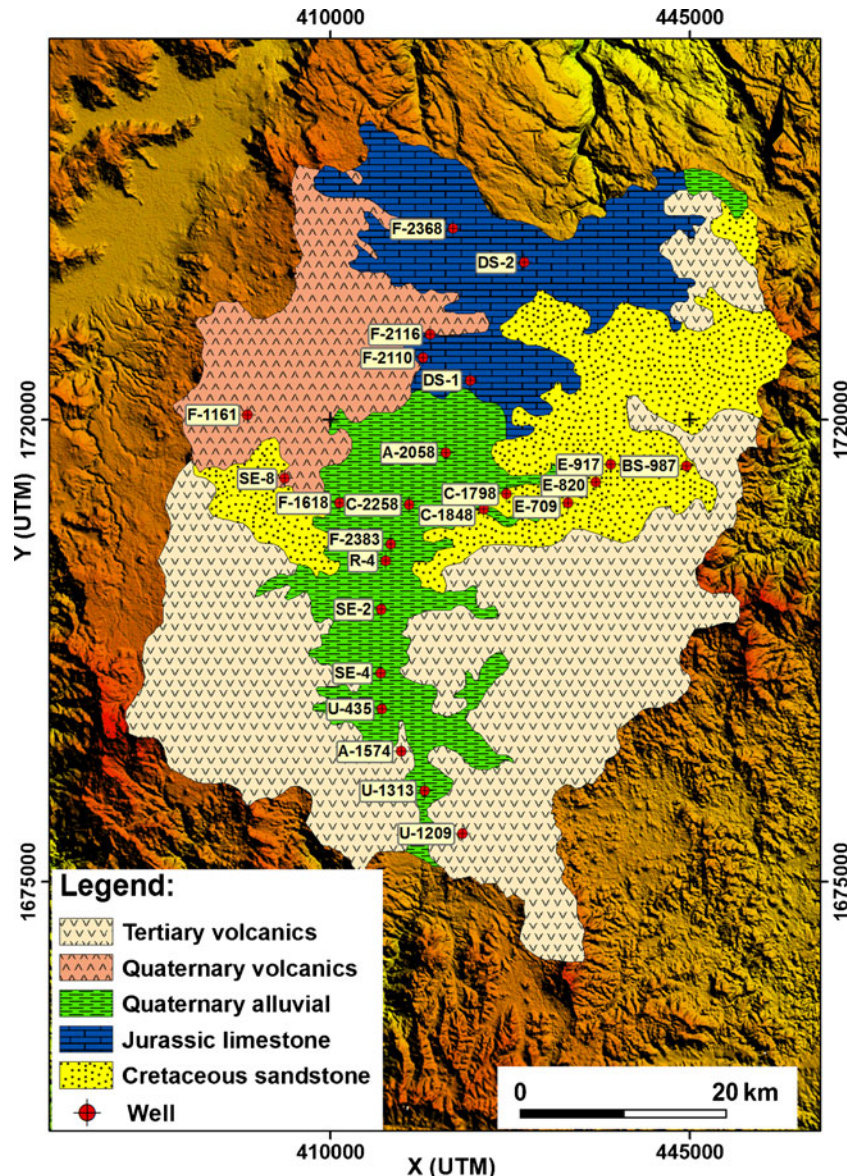 410000
445000
N
F-2368
DS-2
F-2116
F-2110
DS-1
F-1161
1720000
1720000
A-2058
E-917
BS-987
SE-8
E-820
C-1798
F-1618
C-2258
E-709
C-1848
F-2383
R-4
SE-2
SE-4
U-435
A-1574
U-1313
U-1209
Y (UTM)
1675000
1675000
Legend:
Tertiary volcanics
Quaternary volcanics
Quaternary alluvial
Jurassic limestone
Cretaceous sandstone
Well
0 20 km
410000
445000
X (UTM)